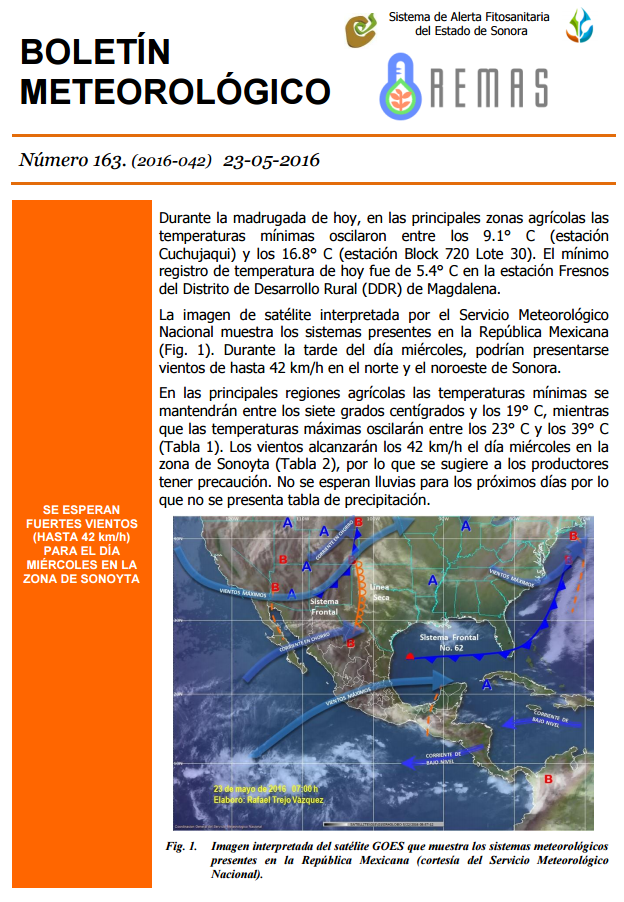 Sistema de Alerta Fitosanitaria
del Estado de Sonora
BOLETÍN
METEOROLÓGICO
REMAS
Número 163. (2016-042) 23-05-2016
Durante la madrugada de hoy, en las principales zonas agrícolas las
temperaturas mínimas oscilaron entre los 9.1° C (estación
Cuchujaqui) y los 16.8° C (estación Block 720 Lote 30). El mínimo
registro de temperatura de hoy fue de 5.4° C en la estación Fresnos
del Distrito de Desarrollo Rural (DDR) de Magdalena.
La imagen de satélite interpretada por el Servicio Meteorológico
Nacional muestra los sistemas presentes en la República Mexicana
(Fig. 1). Durante la tarde del día miércoles, podrían presentarse
vientos de hasta 42 km/h en el norte y el noroeste de Sonora.
En las principales regiones agrícolas las temperaturas mínimas se
mantendrán entre los siete grados centígrados y los 19° C, mientras
que las temperaturas máximas oscilarán entre los 23° C y los 39° C
(Tabla 1). Los vientos alcanzarán los 42 km/h el día miércoles en la
zona de Sonoyta (Tabla 2), por lo que se sugiere a los productores
tener precaución. No se esperan lluvias para los próximos días por lo
que no se presenta tabla de precipitación.
SE ESPERAN
FUERTES VIENTOS
(HASTA 42 km/h)
PARA EL DÍA
MIÉRCOLES EN LA
ZONA DE SONOYTA
A
A
B
A
B
CORRIENTE EN CHORRO
B
A
B
A
A
VIENTOS MÁXIMOS
Línea
Seca
VIENTOS MÁXIMOS
Sistema
Frontal
CORRIENTE EN CHORRO
B
Sistema Frontal
No. 62
VIENTOS MÁXIMOS
A
CORRIENTE DE
BAJO NIVEL
CORRIENTE DE
BAJO NIVEL
B
23 de mayo de 2016 07:00 h
Elaboró: Rafael Trejo Vázquez
Fig. 1. Imagen interpretada del satélite GOES que muestra los sistemas meteorológicos
presentes en la República Mexicana (cortesía del Servicio Meteorológico
Nacional).